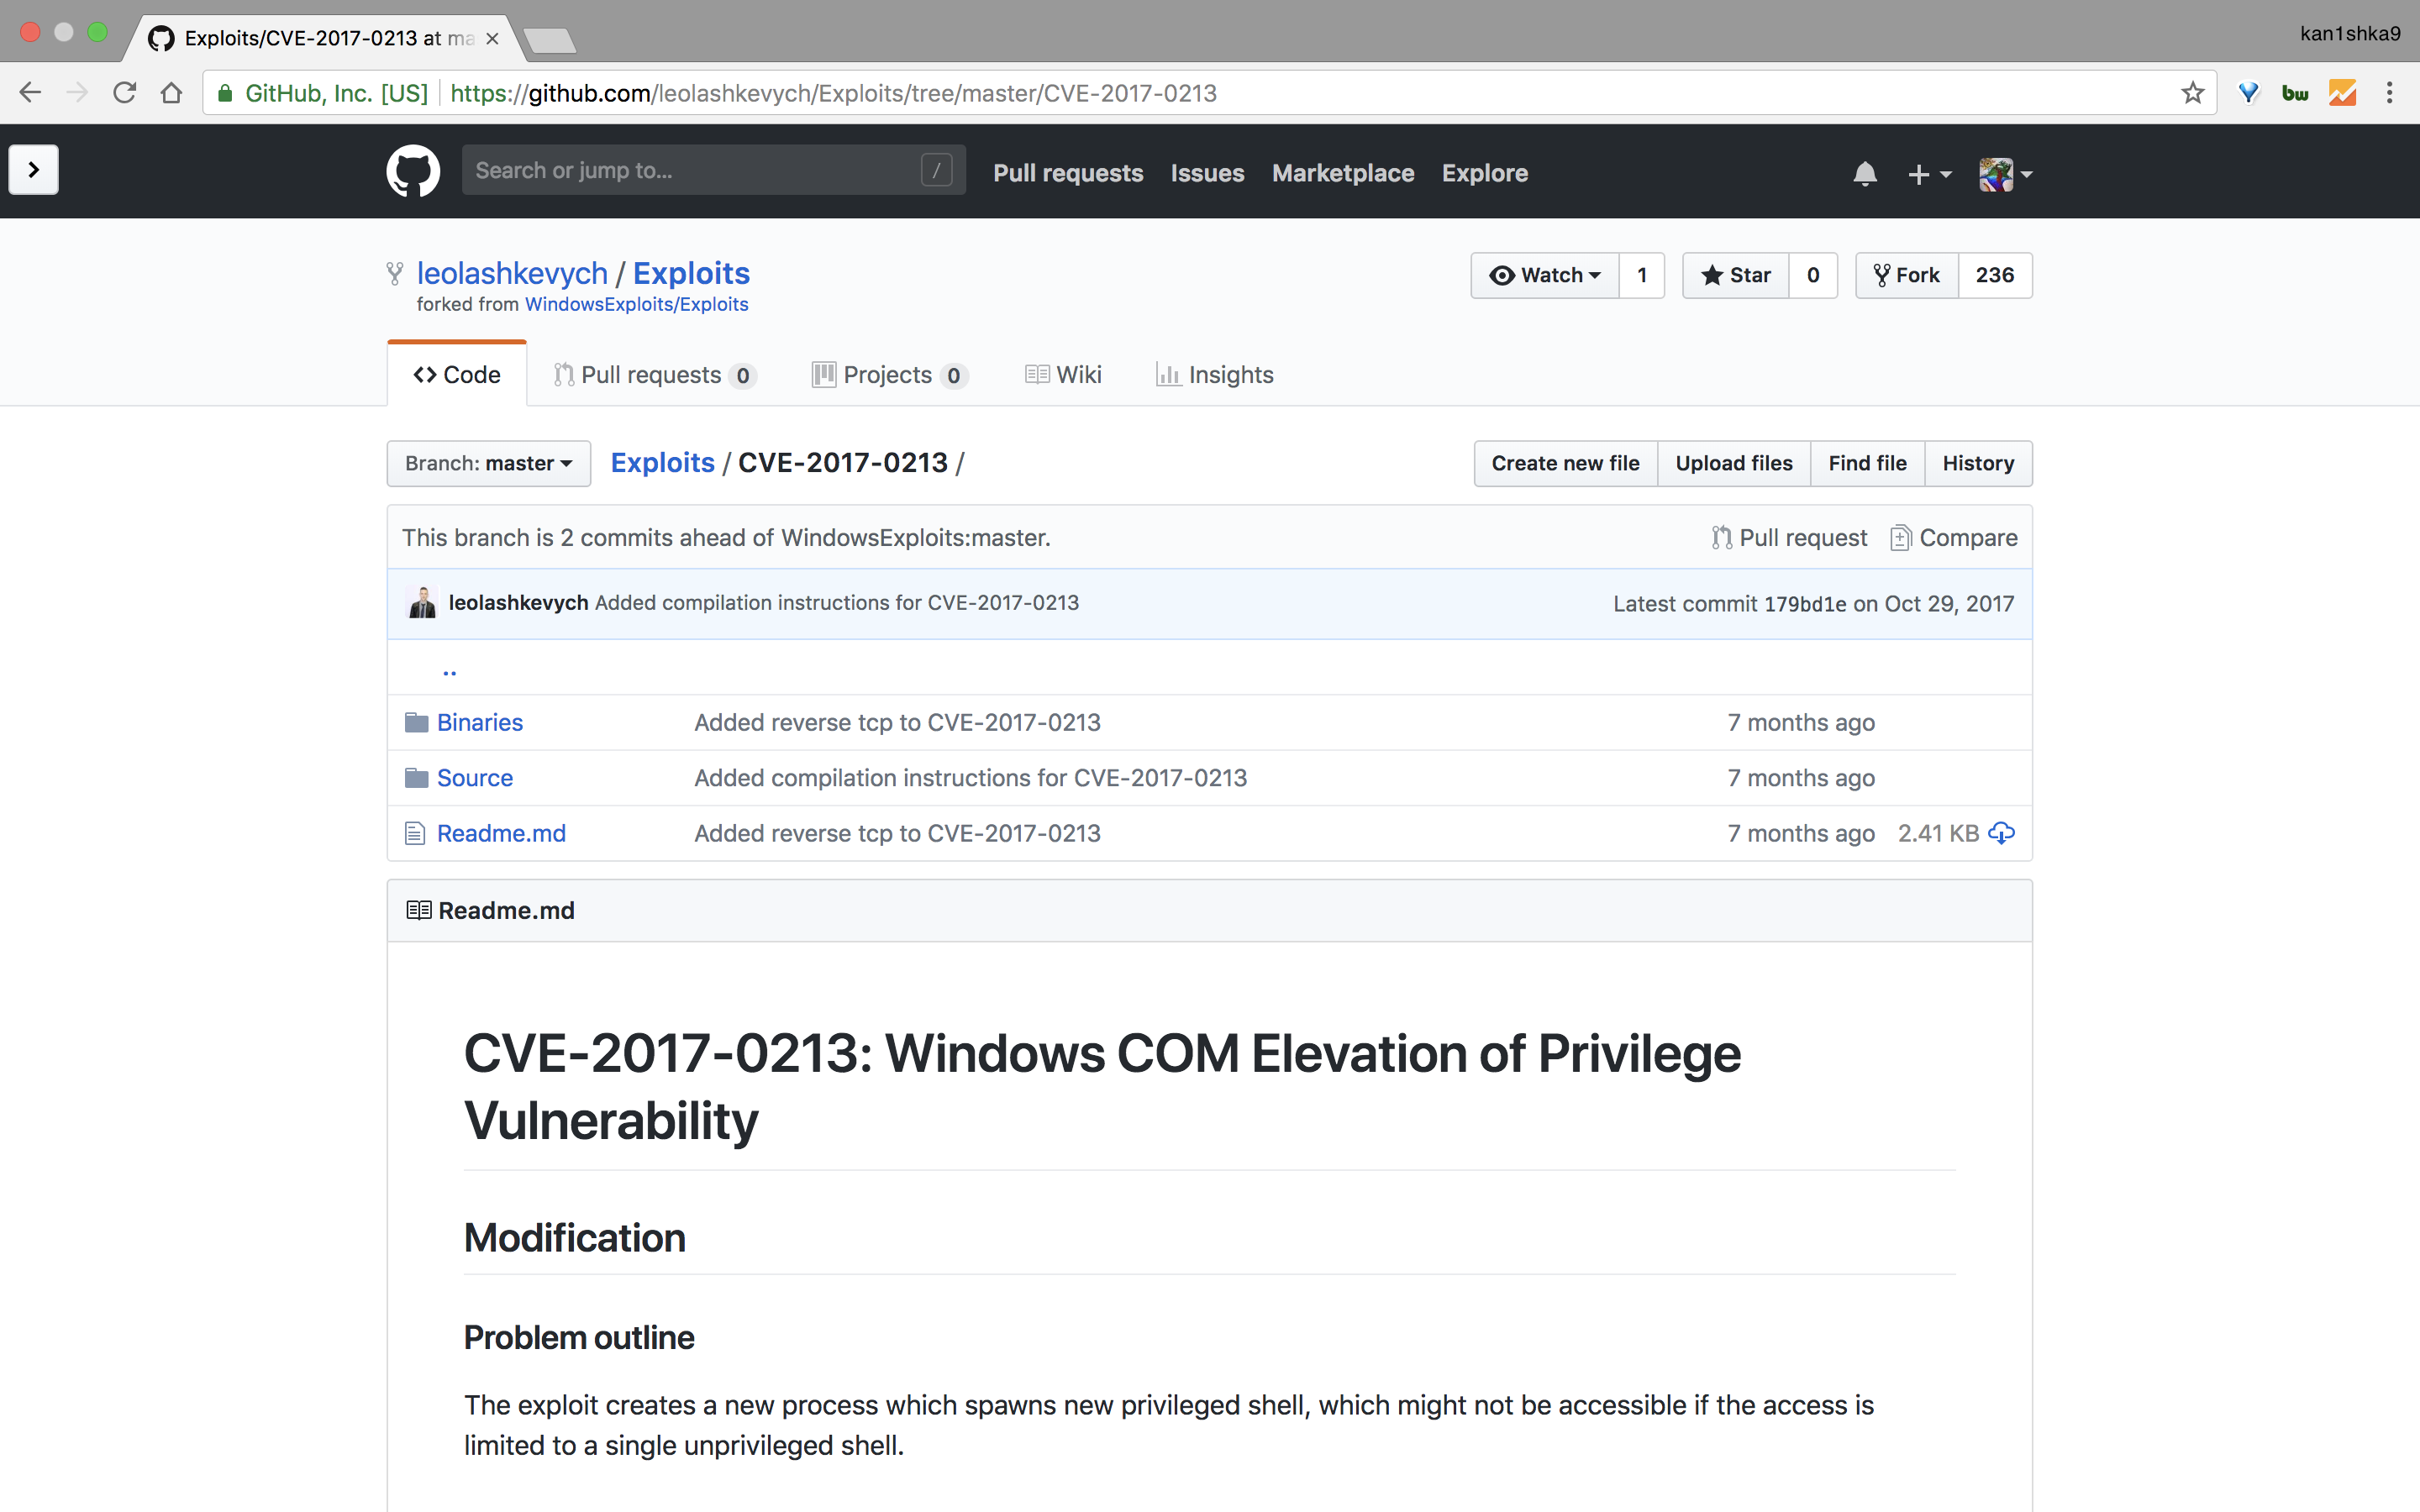 Exploits/CVE-2017-0213 at ma
kan1shka9
GitHub, Inc. [US] https://github.com/leolashkevych/Exploits/tree/master/CVE-2017-0213
bw
Search or jump to... / Pull requests Issues Marketplace Explore
leolashkevych / Exploits
forked from WindowsExploits/Exploits
Watch 1 Star 0 Fork 236
Code Pull requests 0 Projects 0 Wiki Insights
Branch: master Exploits / CVE-2017-0213 /
Create new file Upload files Find file History
This branch is 2 commits ahead of WindowsExploits:master. Pull request Compare
leolashkevych Added compilation instructions for CVE-2017-0213 Latest commit 179bd1e on Oct 29, 2017
..
Binaries Added reverse tcp to CVE-2017-0213 7 months ago
Source Added compilation instructions for CVE-2017-0213 7 months ago
Readme.md Added reverse tcp to CVE-2017-0213 7 months ago 2.41 KB
Readme.md
CVE-2017-0213: Windows COM Elevation of Privilege
Vulnerability
Modification
Problem outline
The exploit creates a new process which spawns new privileged shell, which might not be accessible if the access is
limited to a single unprivileged shell.